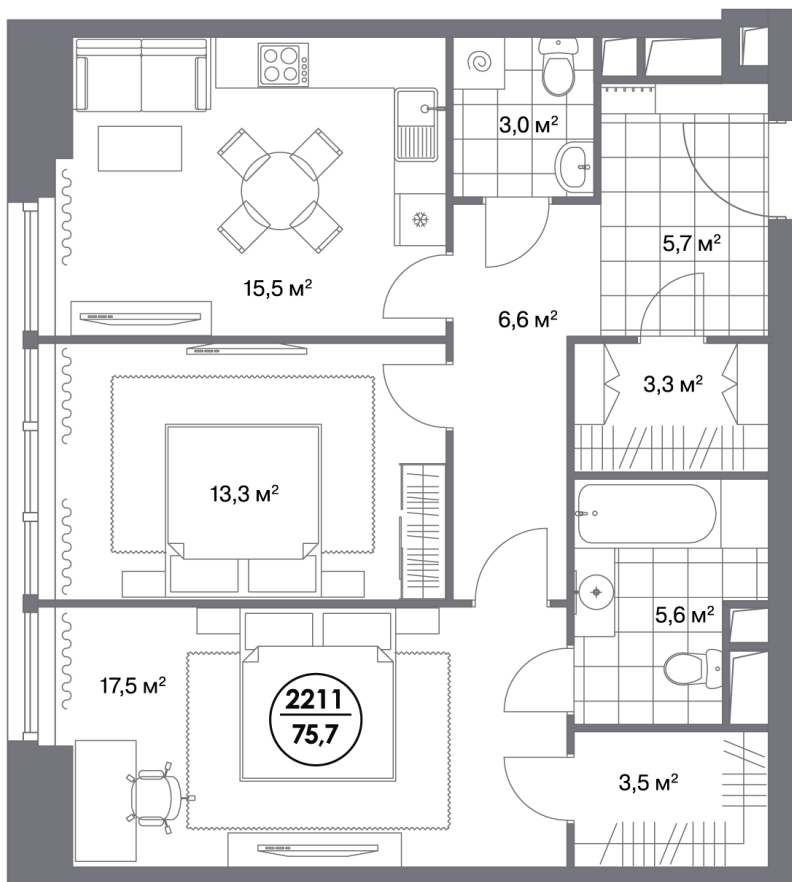 3,0 м²
5,7 м²
15,5 м²
6,6 м²
3,3 м²
13,3 м²
5,6 м²
17,5 м²
2211
75,7
3,5 м²